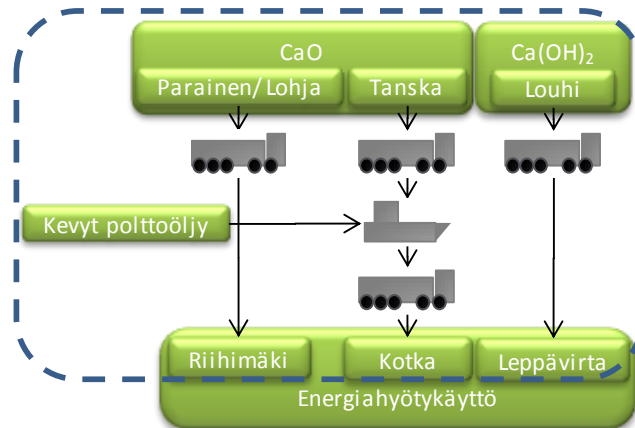 CaO
Ca(OH)₂
Parainen/Lohja
Tanska
Louhi
Kevyt polttoöljy
Riihimäki
Kotka
Leppävirta
Energiahyötykäyttö